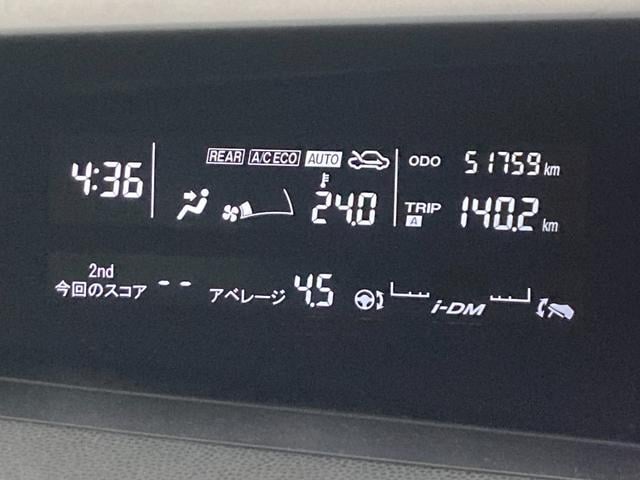 REAR A/C ECO AUTO ODO 51759 km
4:36 24.0 TRIP A 140.2 km
2nd
今回のスコア -- アベレージ 4.5 i-DM